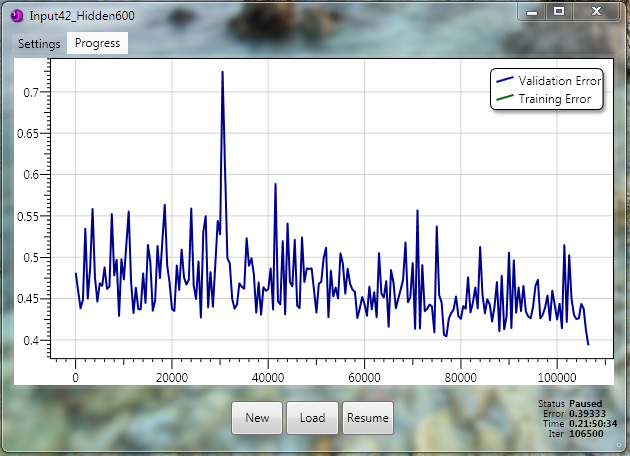 Input42_Hidden600
Settings Progress
Validation Error
Training Error
0.7
0.65
0.6
0.55
0.5
0.45
0.4
0 20000 40000 60000 80000 100000
New Load Resume
Status Paused
Error 0.39333
Time 0.21:50:34
Iter 106500